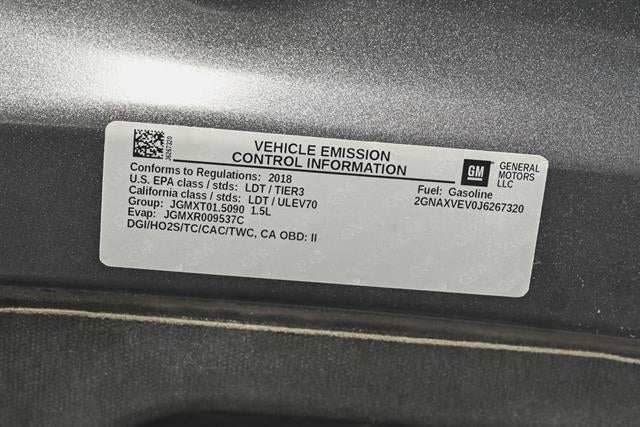 J6267320
VEHICLE EMISSION
CONTROL INFORMATION
GM
GENERAL
MOTORS
LLC
Conforms to Regulations: 2018
U.S. EPA class / stds: LDT / TIER3
California class / stds: LDT / ULEV70
Group: JGMXT01.5090 1.5L
Evap: JGMXR009537C
DGI/HO2S/TC/CAC/TWC, CA OBD: II
Fuel: Gasoline
2GNAXVEV0J6267320